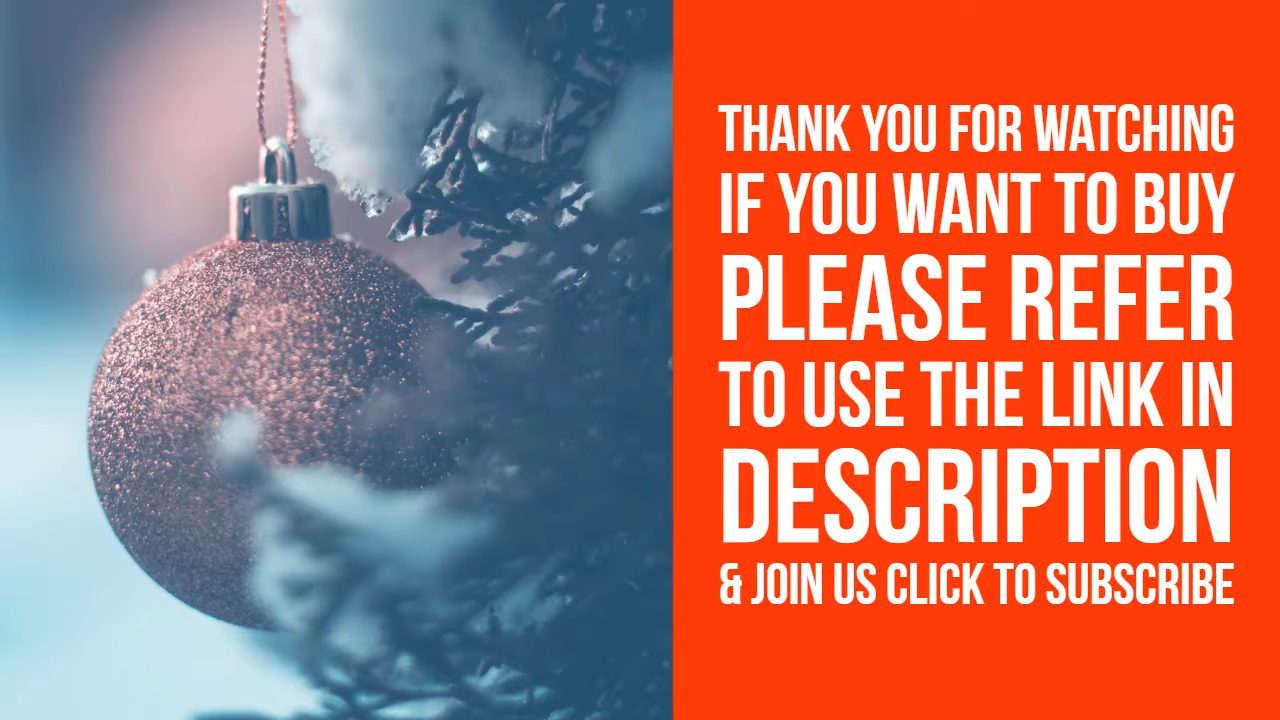 THANK YOU FOR WATCHING
IF YOU WANT TO BUY
PLEASE REFER
TO USE THE LINK IN
DESCRIPTION
& JOIN US CLICK TO SUBSCRIBE